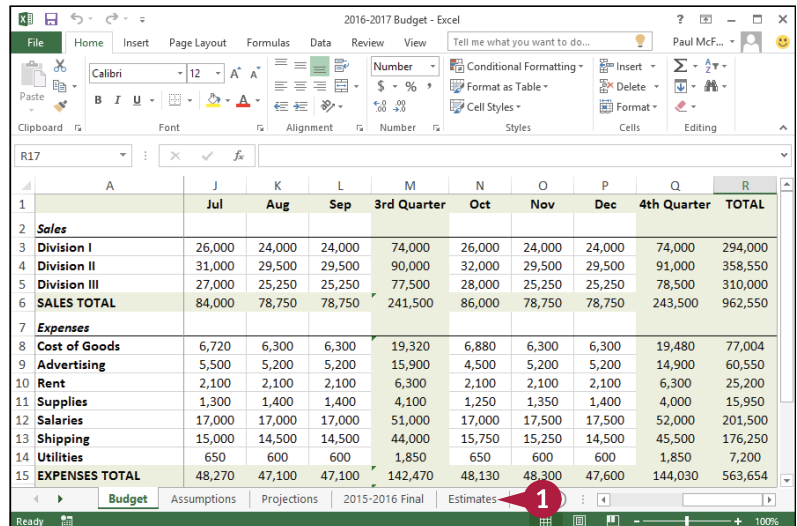 2016-2017 Budget - Excel
File Home Insert Page Layout Formulas Data Review View Tell me what you want to do... Paul McF...
Paste
Calibri 12 A A
B I U A
Number
$ % ,
Conditional Formatting
Format as Table
Cell Styles
Insert
Delete
Format
Clipboard Font Alignment Number Styles Cells Editing
R17 fx
A J K L M N O P Q R
1 Jul Aug Sep 3rd Quarter Oct Nov Dec 4th Quarter TOTAL
2 Sales
3 Division I 26,000 24,000 24,000 74,000 26,000 24,000 24,000 74,000 294,000
4 Division II 31,000 29,500 29,500 90,000 32,000 29,500 29,500 91,000 358,550
5 Division III 27,000 25,250 25,250 77,500 28,000 25,250 25,250 78,500 310,000
6 SALES TOTAL 84,000 78,750 78,750 241,500 86,000 78,750 78,750 243,500 962,550
7 Expenses
8 Cost of Goods 6,720 6,300 6,300 19,320 6,880 6,300 6,300 19,480 77,004
9 Advertising 5,500 5,200 5,200 15,900 4,500 5,200 5,200 14,900 60,550
10 Rent 2,100 2,100 2,100 6,300 2,100 2,100 2,100 6,300 25,200
11 Supplies 1,300 1,400 1,400 4,100 1,250 1,350 1,400 4,000 15,950
12 Salaries 17,000 17,000 17,000 51,000 17,000 17,500 17,500 52,000 201,500
13 Shipping 15,000 14,500 14,500 44,000 15,750 15,250 14,500 45,500 176,250
14 Utilities 650 600 600 1,850 650 600 600 1,850 7,200
15 EXPENSES TOTAL 48,270 47,100 47,100 142,470 48,130 48,300 47,600 144,030 563,654
Budget Assumptions Projections 2015-2016 Final Estimates 1
Ready 100%